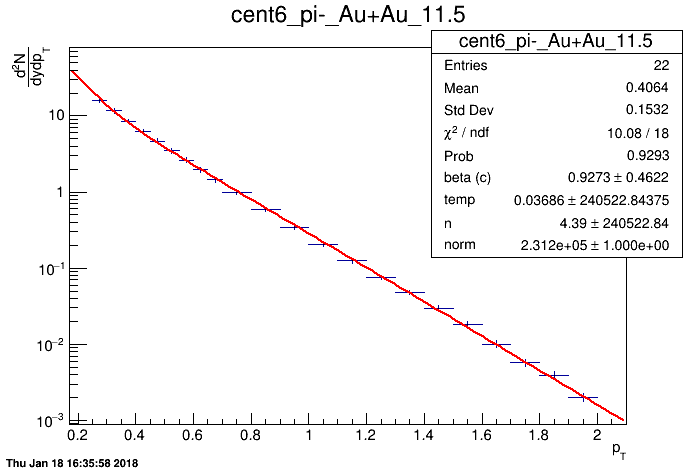 cent6_pi-_Au+Au_11.5
d²N
dydp_T
cent6_pi-_Au+Au_11.5
Entries 22
Mean 0.4064
Std Dev 0.1532
χ² / ndf 10.08 / 18
Prob 0.9293
beta (c) 0.9273 ± 0.4622
temp 0.03686 ± 240522.84375
n 4.39 ± 240522.84
norm 2.312e+05 ± 1.000e+00
10
1
10⁻¹
10⁻²
10⁻³
0.2 0.4 0.6 0.8 1 1.2 1.4 1.6 1.8 2
p_T
Thu Jan 18 16:35:58 2018